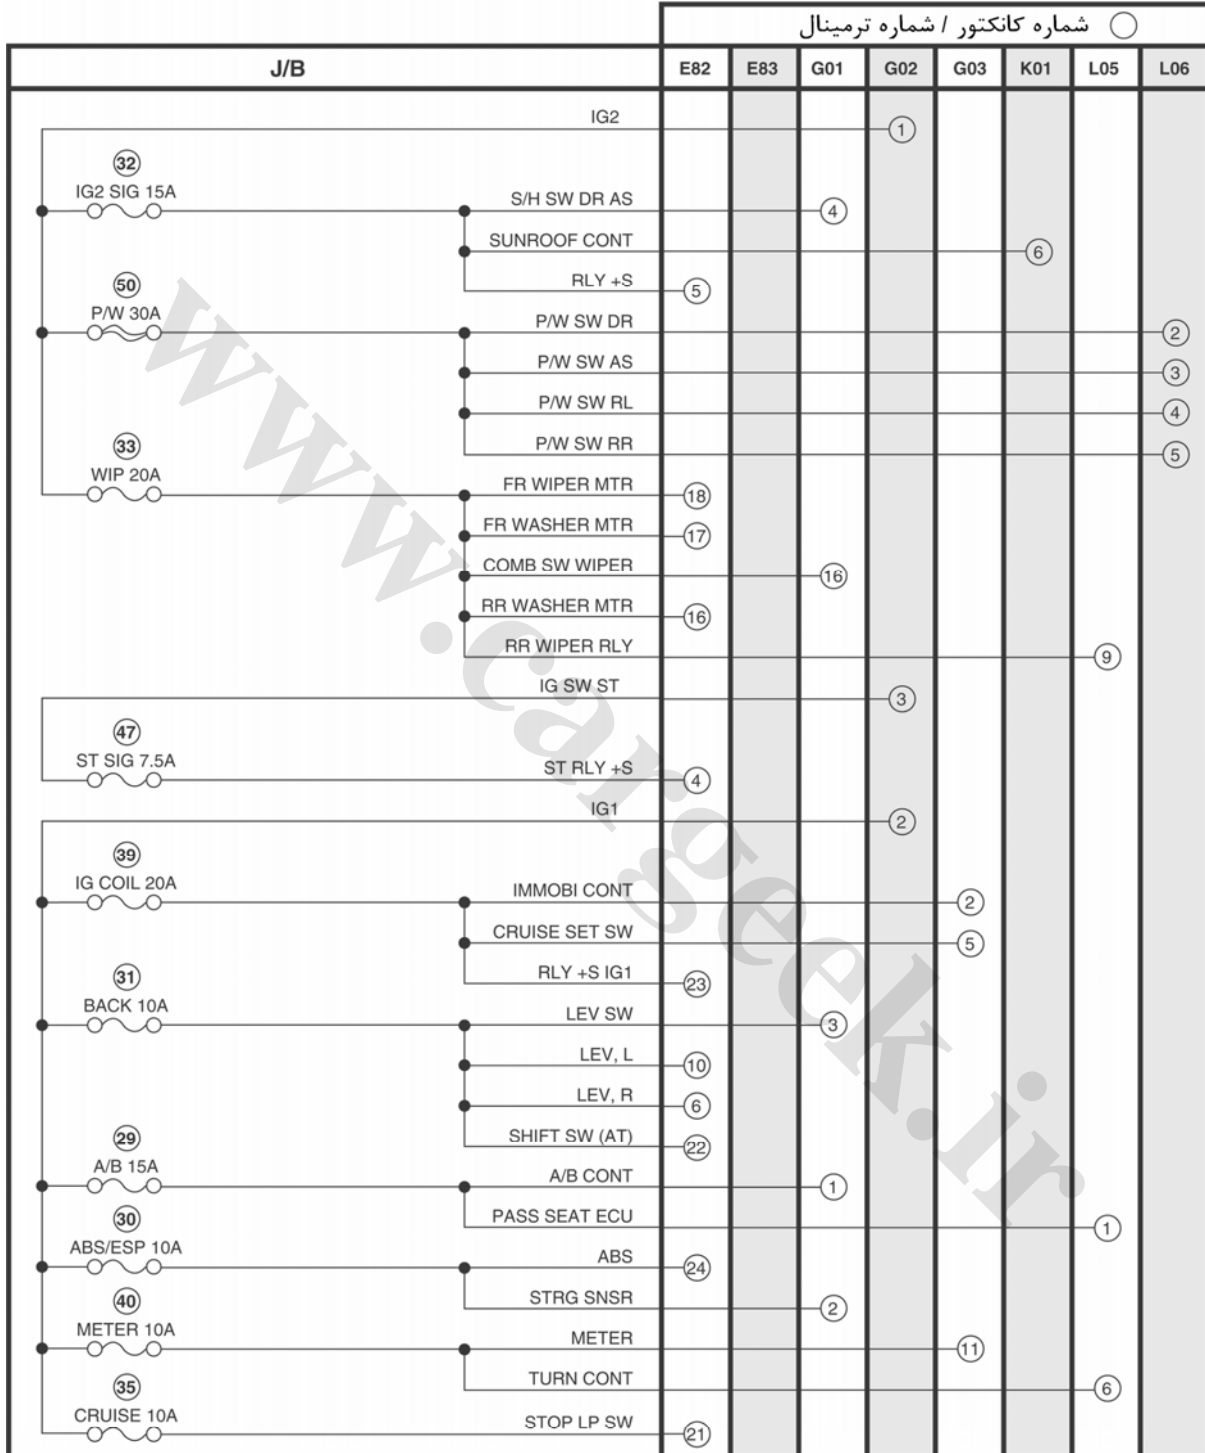 شماره کانکتور / شماره ترمینال
J/B E82 E83 G01 G02 G03 K01 L05 L06
IG2 1
32
IG2 SIG 15A
S/H SW DR AS 4
SUNROOF CONT 6
RLY +S 5
50
P/W 30A
P/W SW DR 2
P/W SW AS 3
P/W SW RL 4
P/W SW RR 5
33
WIP 20A
FR WIPER MTR 18
FR WASHER MTR 17
COMB SW WIPER 16
RR WASHER MTR 16
RR WIPER RLY 9
IG SW ST 3
47
ST SIG 7.5A
ST RLY +S 4
IG1 2
39
IG COIL 20A
IMMOBI CONT 2
CRUISE SET SW 5
RLY +S IG1 23
31
BACK 10A
LEV SW 3
LEV, L 10
LEV, R 6
SHIFT SW (AT) 22
29
A/B 15A
A/B CONT 1
PASS SEAT ECU 1
30
ABS/ESP 10A
ABS 24
STRG SNSR 2
40
METER 10A
METER 11
TURN CONT 6
35
CRUISE 10A
STOP LP SW 21
www.cargeek.ir